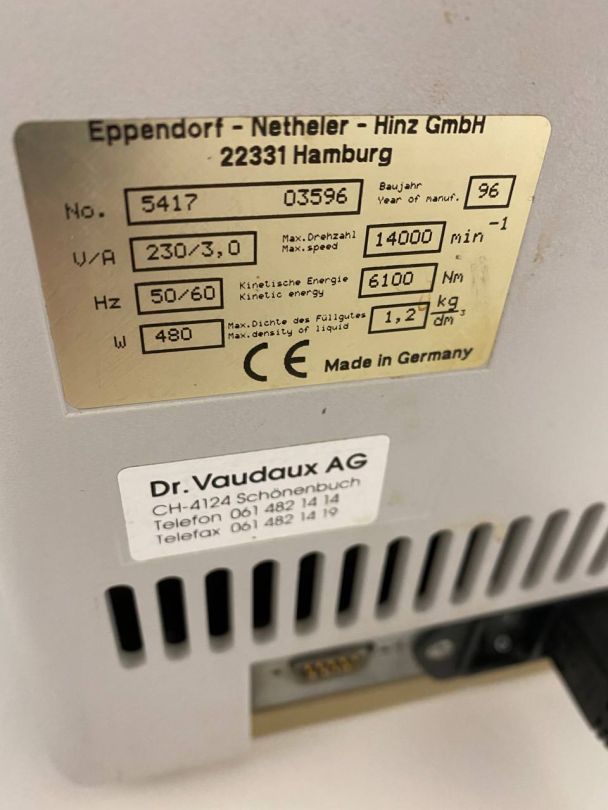 Eppendorf - Netheler - Hinz GmbH
22331 Hamburg
No. 5417 03596 Baujahr Year of manuf. 96
V/A 230/3,0 Max.Drehzahl Max.speed 14000 min -1
Hz 50/60 Kinetische Energie Kinetic energy 6100 Nm
W 480 Max.Dichte des Füllgutes Max.density of liquid 1,2 kg dm³
CE Made in Germany
Dr. Vaudaux AG
CH-4124 Schönenbuch
Telefon 061 482 14 14
Telefax 061 482 14 19